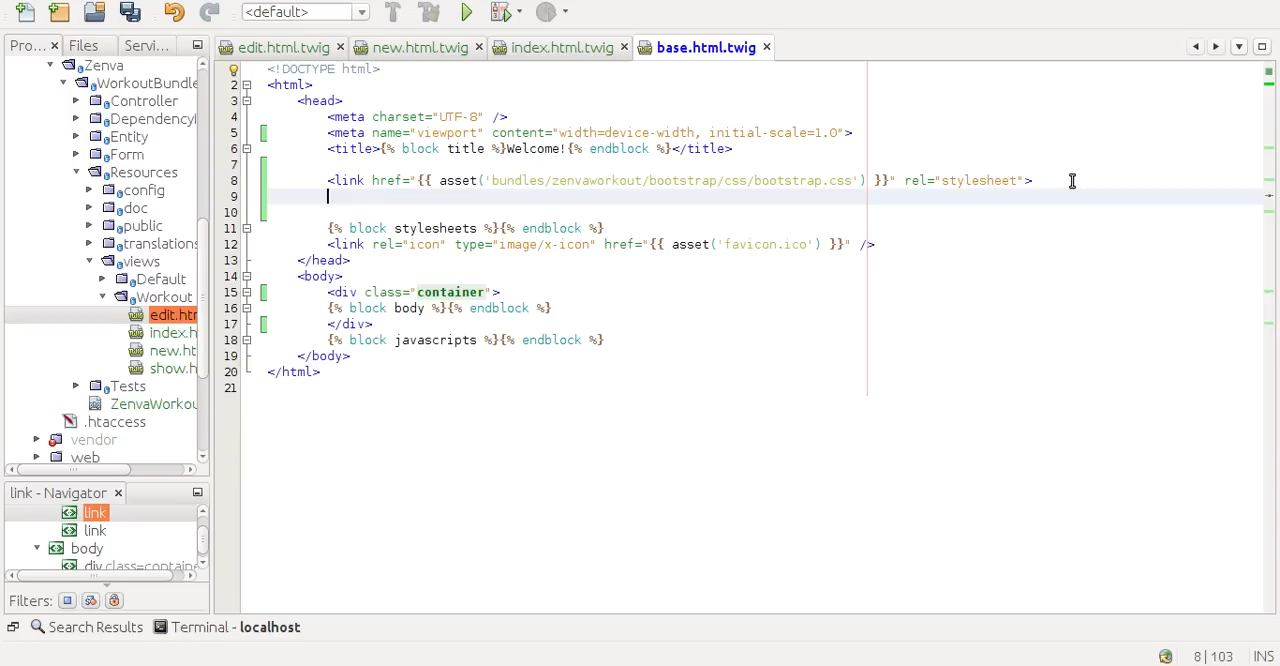 <default>
Pro...
Files
Servi...
edit.html.twig
new.html.twig
index.html.twig
base.html.twig
Zenva
WorkoutBundle
Controller
Entity
Form
Resources
config
doc
public
translations
views
Default
Workout
edit.htm
index.h
new.ht
show.h
Tests
ZenvaWorkou
.htaccess
vendor
web
1 <!DOCTYPE html>
2 <html>
3 <head>
4 <meta charset="UTF-8" />
5 <meta name="viewport" content="width=device-width, initial-scale=1.0">
6 <title>{% block title %}Welcome!{% endblock %}</title>
7
8 <link href="{{ asset('bundles/zenvaworkout/bootstrap/css/bootstrap.css') }}" rel="stylesheet">
9
10
11 {% block stylesheets %}{% endblock %}
12 <link rel="icon" type="image/x-icon" href="{{ asset('favicon.ico') }}" />
13 </head>
14 <body>
15 <div class="container">
16 {% block body %}{% endblock %}
17 </div>
18 {% block javascripts %}{% endblock %}
19 </body>
20 </html>
21
link - Navigator
link
link
body
div class=containe
Filters:
Search Results
Terminal - localhost
8 | 103 INS